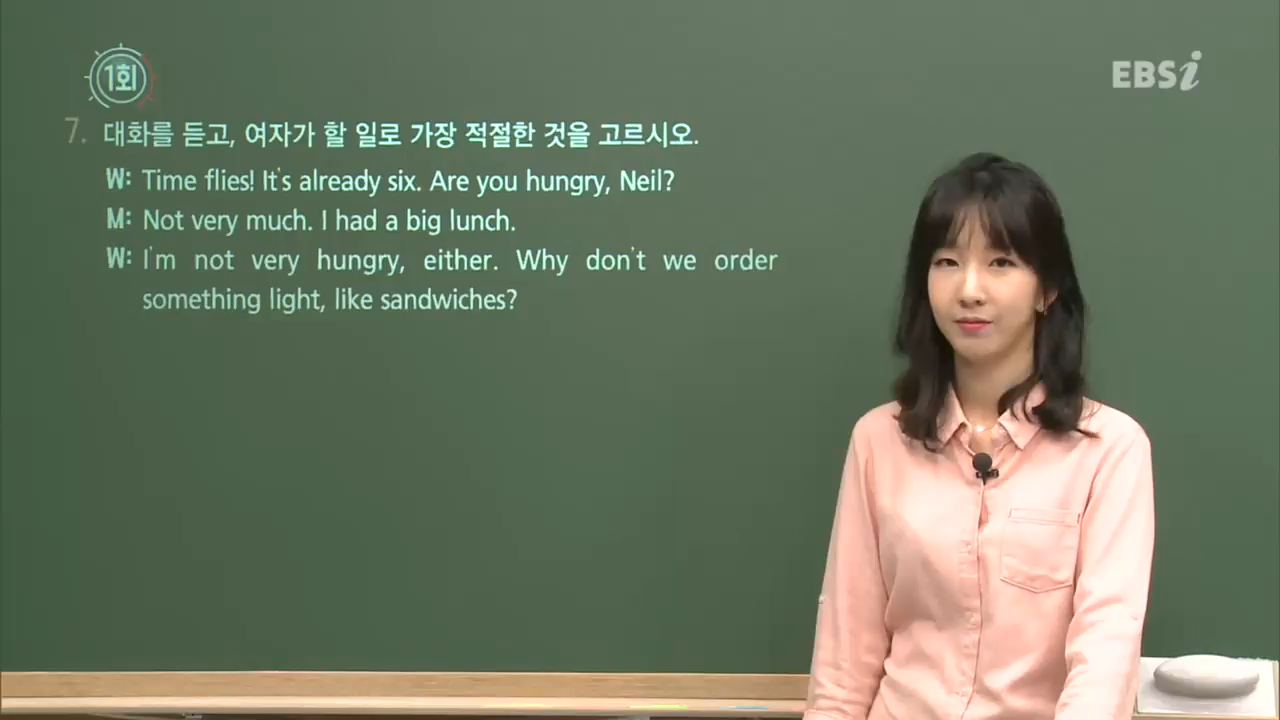 1회
EBSi
7. 대화를 듣고, 여자가 할 일로 가장 적절한 것을 고르시오.
W: Time flies! It's already six. Are you hungry, Neil?
M: Not very much. I had a big lunch.
W: I'm not very hungry, either. Why don't we order
something light, like sandwiches?